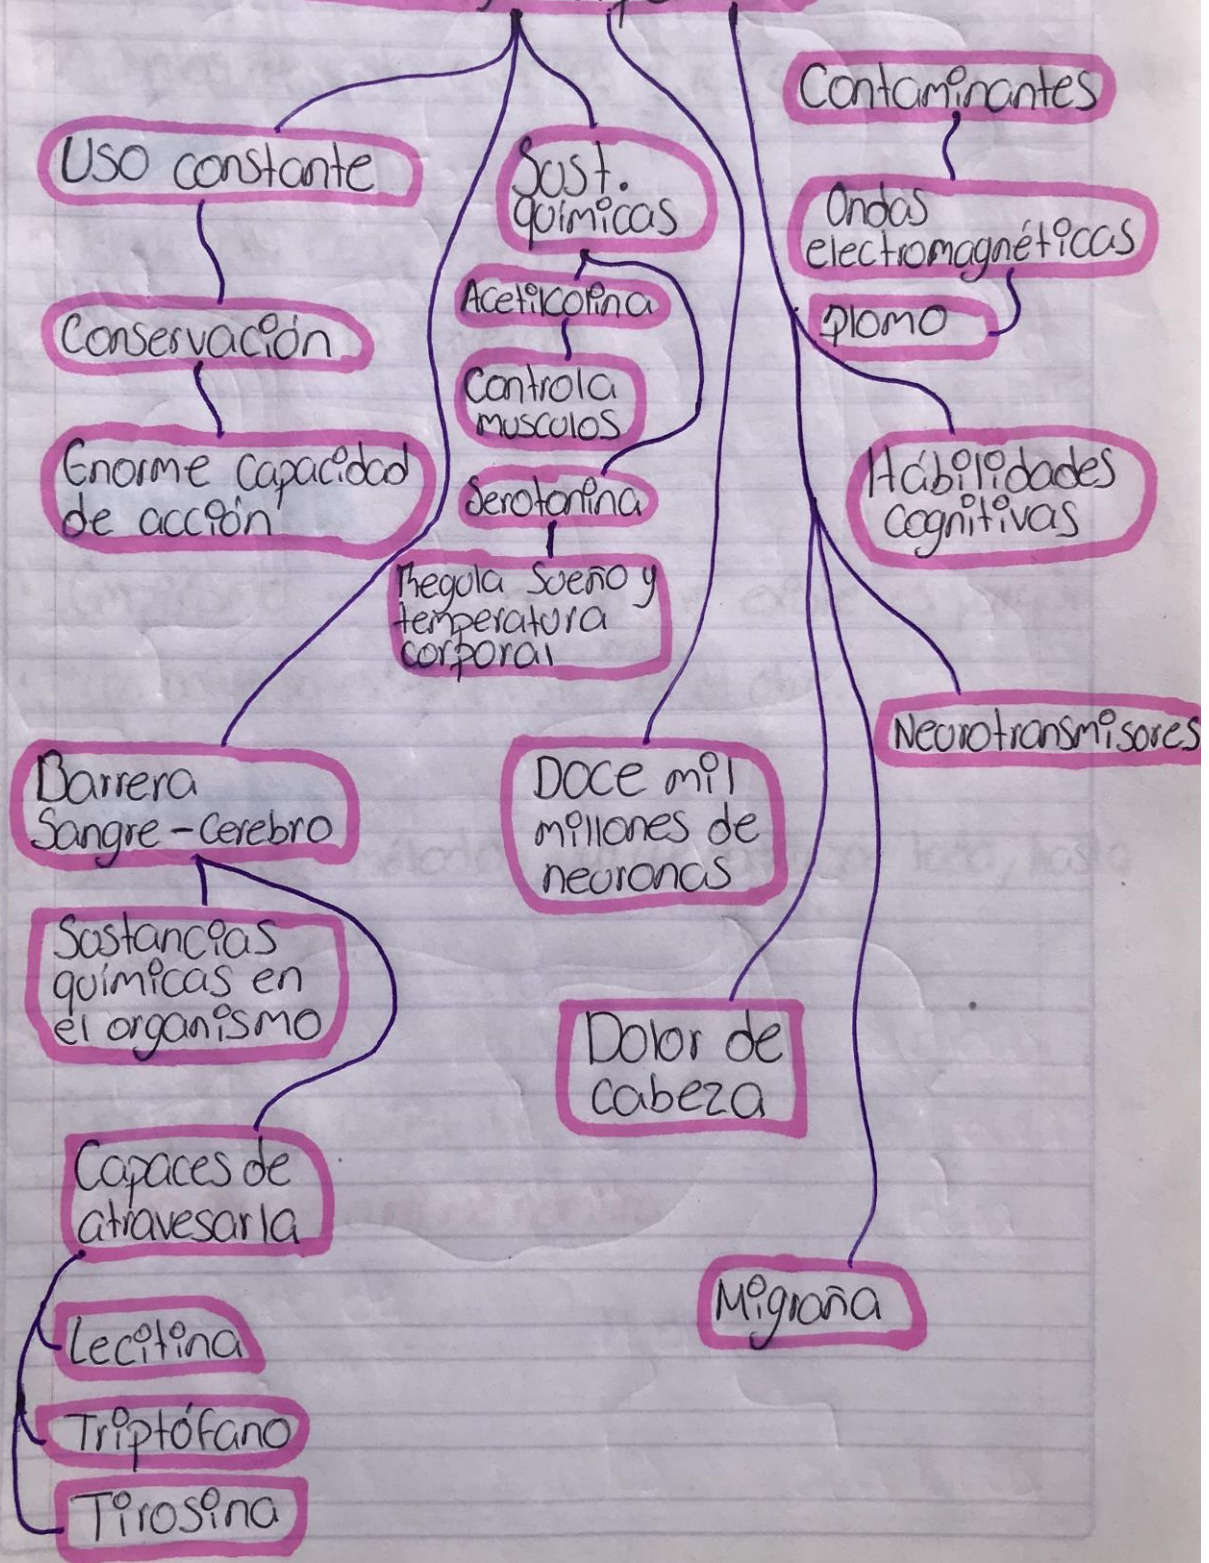 Uso constante
Conservación
Enorme capacidad
de acción
Sust.
químicas
Acetilcolina
Controla
musculos
Serotonina
Regula Sueño y
temperatura
corporal
Contaminantes
Ondas
electromagnéticas
Plomo
Hábilidades
Cognitivas
Neurotransmisores
Barrera
Sangre-Cerebro
Sustancias
químicas en
el organismo
Capaces de
atravesarla
Lecitina
Triptófano
Tirosina
Doce mil
millones de
neuronas
Dolor de
cabeza
Migraña